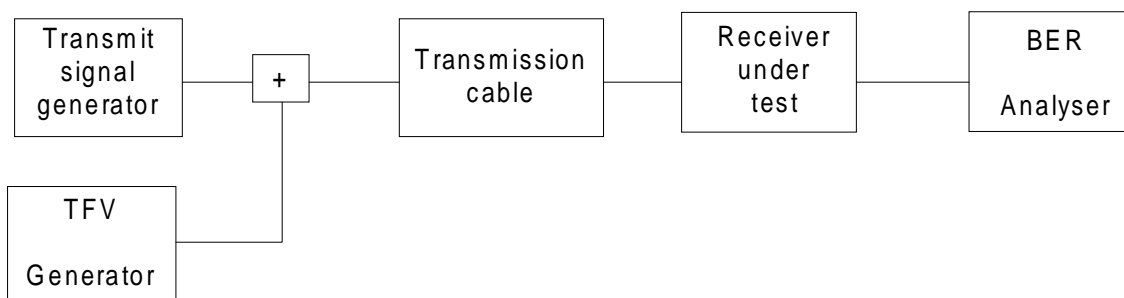 Transmit
signal
generator
+
Transmission
cable
Receiver
under
test
BER
Analyser
TFV
Generator